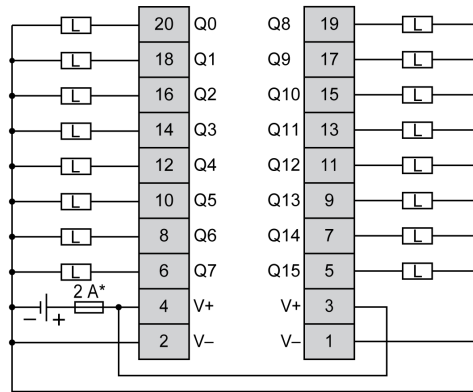 L 20 Q0 Q8 19 L
L 18 Q1 Q9 17 L
L 16 Q2 Q10 15 L
L 14 Q3 Q11 13 L
L 12 Q4 Q12 11 L
L 10 Q5 Q13 9 L
L 8 Q6 Q14 7 L
L 6 Q7 Q15 5 L
2 A*
− + 4 V+ V+ 3
2 V– V– 1